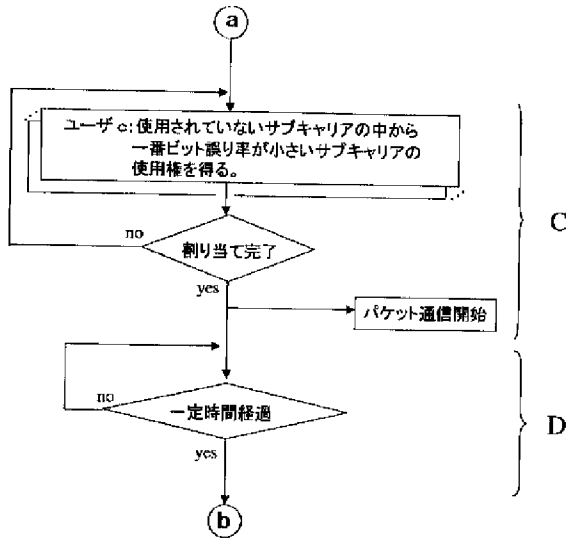 a
ユーザc:使用されていないサブキャリアの中から
一番ビット誤り率が小さいサブキャリアの
使用権を得る。
no
割り当て完了
C
yes
パケット通信開始
no
一定時間経過
D
yes
b